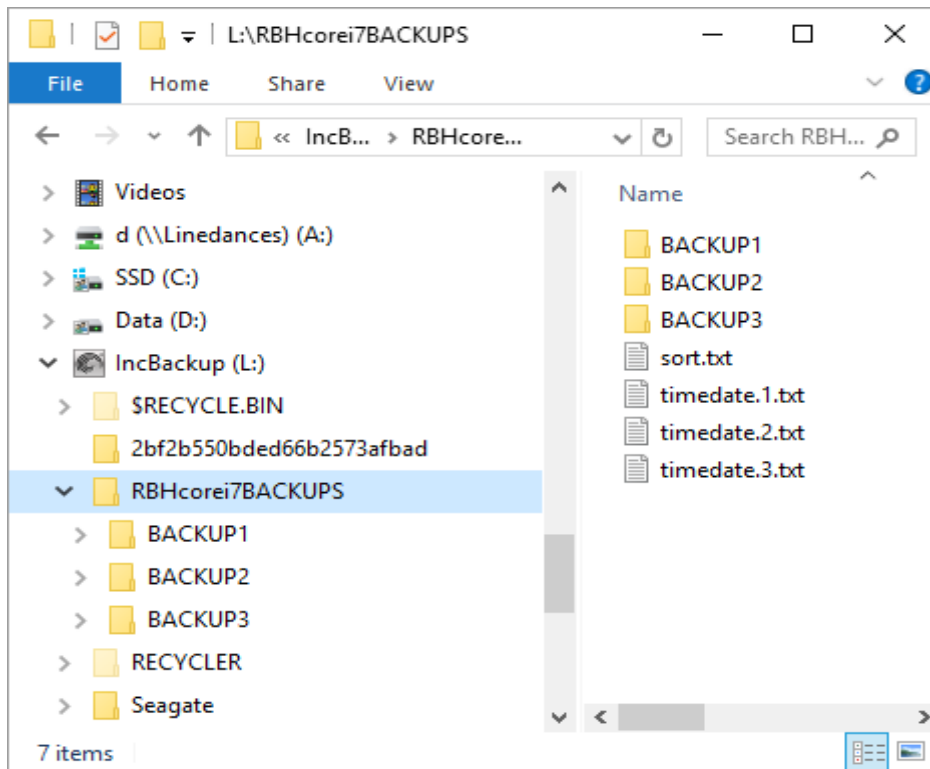 L:\RBHcorei7BACKUPS
File Home Share View
« IncB... › RBHcore... Search RBH...
Videos
d (\\Linedances) (A:)
SSD (C:)
Data (D:)
IncBackup (L:)
$RECYCLE.BIN
2bf2b550bded66b2573afbad
RBHcorei7BACKUPS
BACKUP1
BACKUP2
BACKUP3
RECYCLER
Seagate
Name
BACKUP1
BACKUP2
BACKUP3
sort.txt
timedate.1.txt
timedate.2.txt
timedate.3.txt
7 items